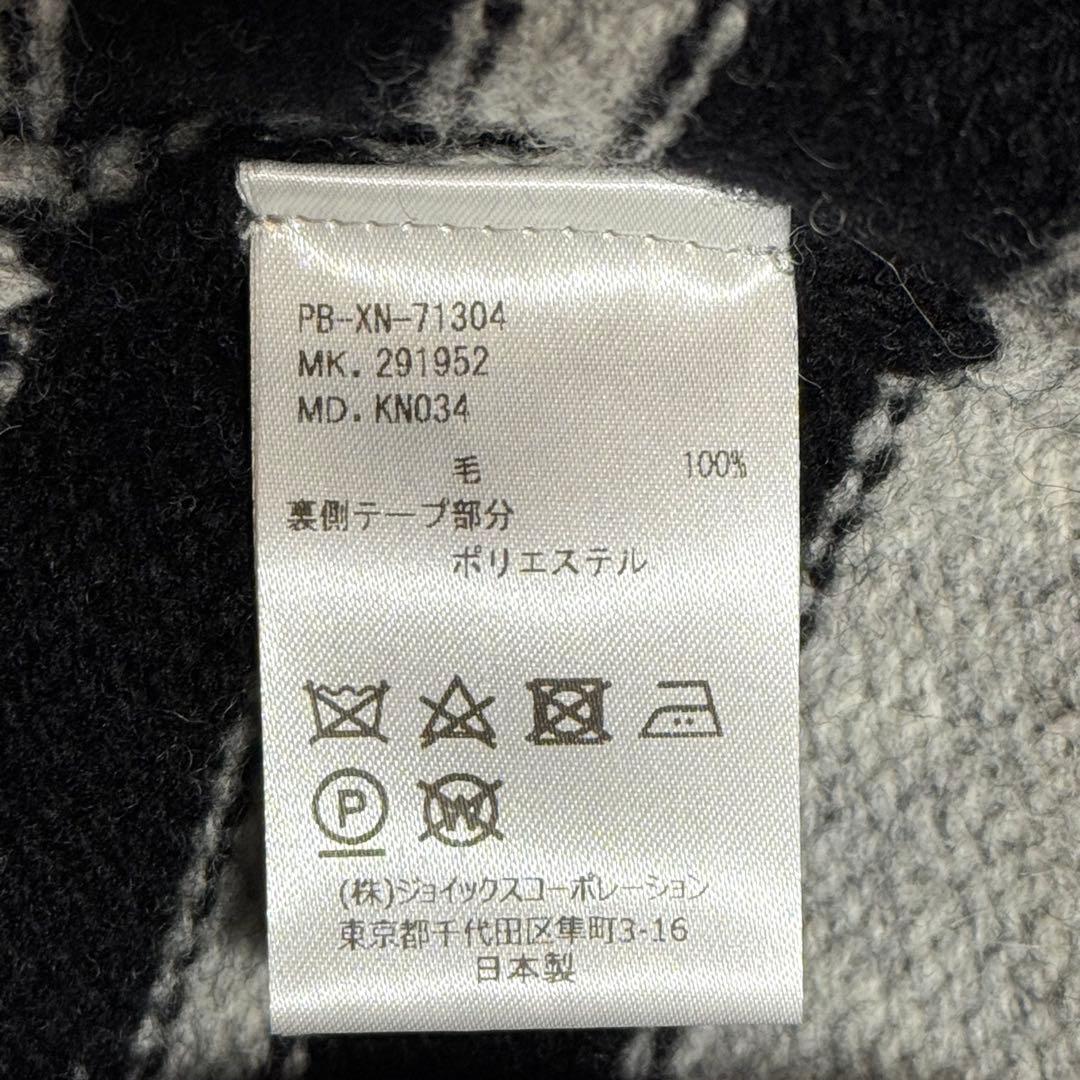 PB-XN-71304
MK. 291952
MD. KN034
毛 100%
裏側テープ部分
ポリエステル
P
W
(株)ジョイックスコーポレーション
東京都千代田区隼町3-16
日本製